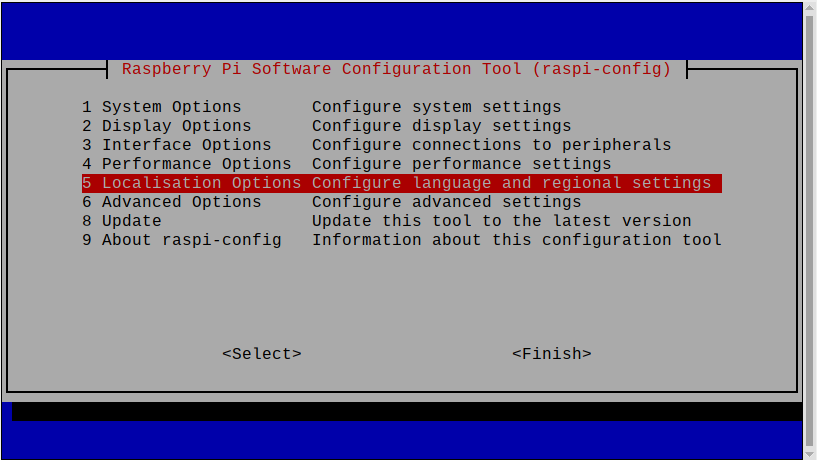 Raspberry Pi Software Configuration Tool (raspi-config)
1 System Options Configure system settings
2 Display Options Configure display settings
3 Interface Options Configure connections to peripherals
4 Performance Options Configure performance settings
5 Localisation Options Configure language and regional settings
6 Advanced Options Configure advanced settings
8 Update Update this tool to the latest version
9 About raspi-config Information about this configuration tool
<Select> <Finish>